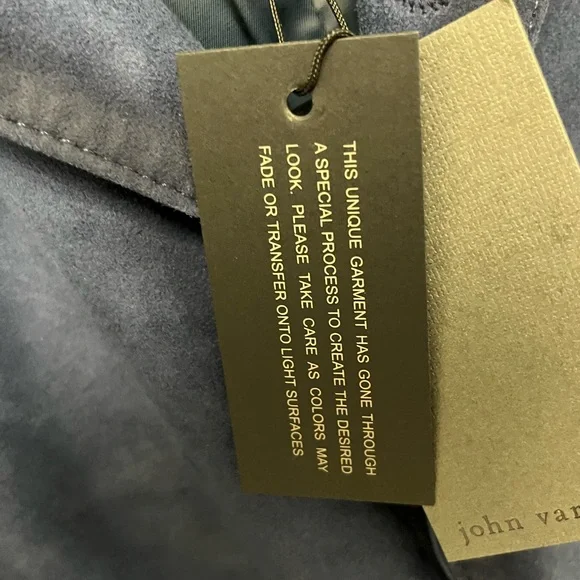 THIS UNIQUE GARMENT HAS GONE THROUGH
A SPECIAL PROCESS TO CREATE THE DESIRED
LOOK. PLEASE TAKE CARE AS COLORS MAY
FADE OR TRANSFER ONTO LIGHT SURFACES
john var